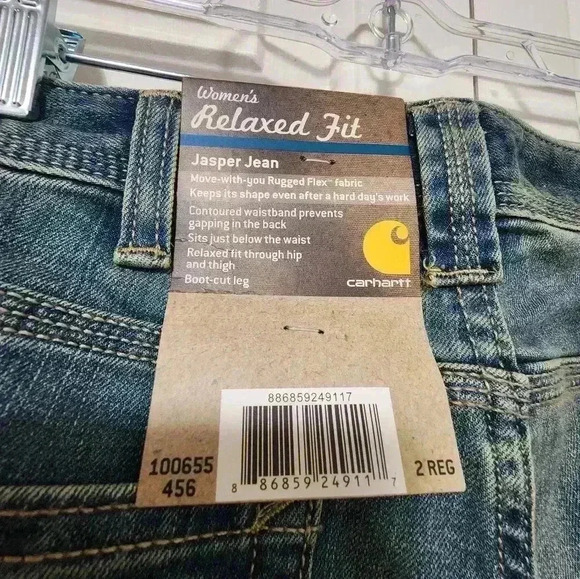 Women's
Relaxed Fit
Jasper Jean
Move-with-you Rugged Flex™ fabric
Keeps its shape even after a hard day's work
Contoured waistband prevents
gapping in the back
Sits just below the waist
Relaxed fit through hip
and thigh
Boot-cut leg
carhartt
886859249117
100655
456
8 86859 24911 7
2 REG